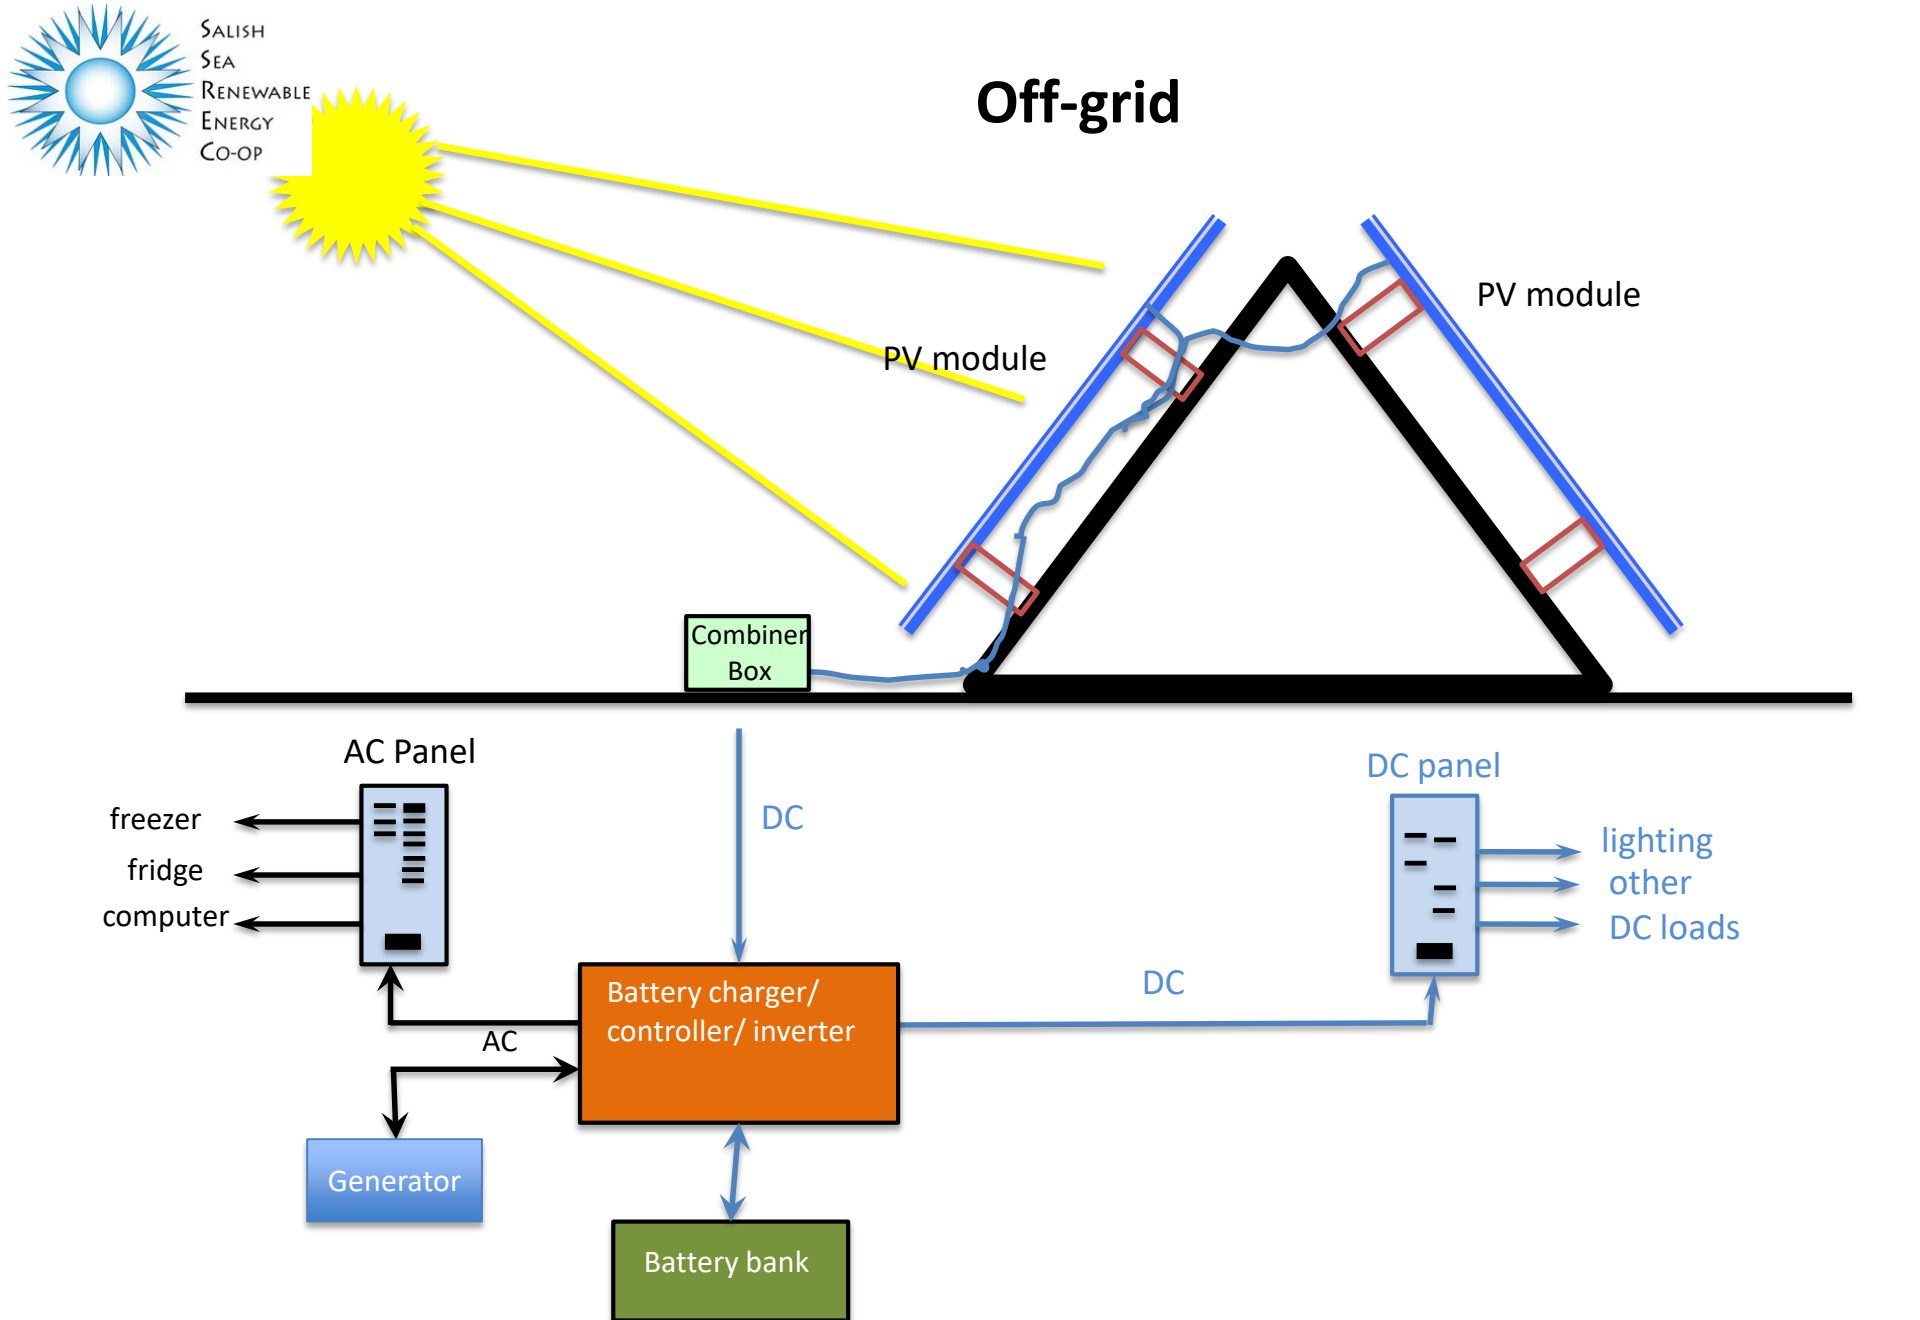 SALISH
SEA
RENEWABLE
ENERGY
CO-OP
Off-grid
PV module
PV module
Combiner
Box
AC Panel
DC panel
freezer
fridge
computer
DC
lighting
other
DC loads
Battery charger/
controller/ inverter
DC
AC
Generator
Battery bank